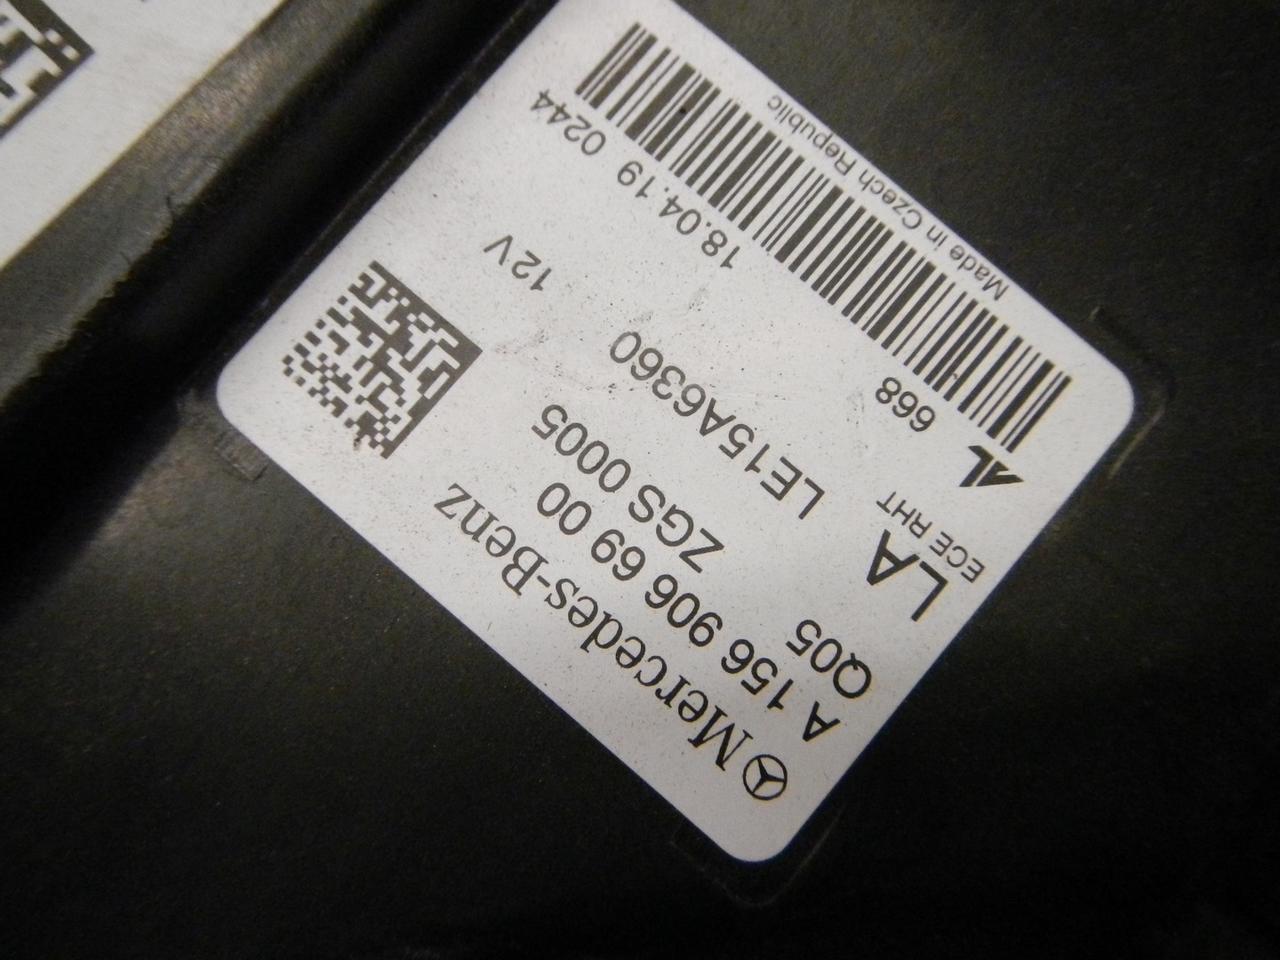 Mercedes-Benz
A 156 906 69 00
Q05 ZGS 0005
LA LE15A6360 12V
ECE RHT
AL 668 18.04.19 0244
Made in Czech Republic